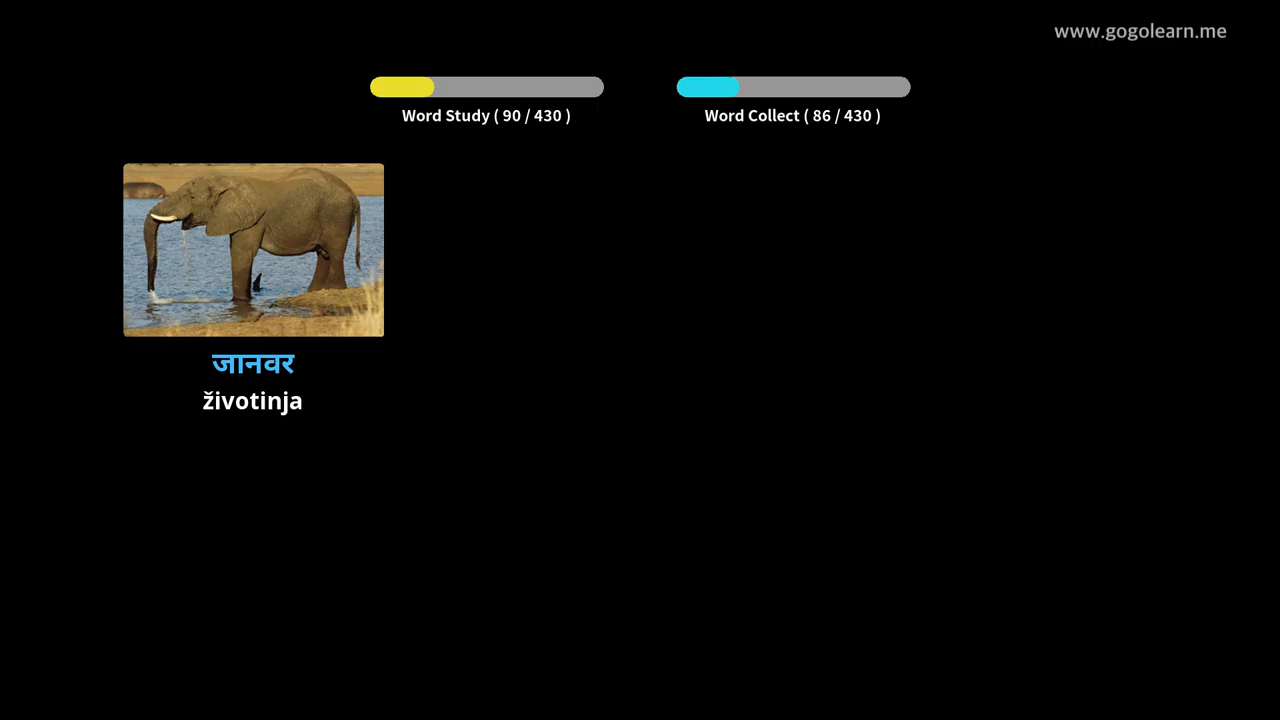 www.gogolearn.me
Word Study ( 90 / 430 )
Word Collect ( 86 / 430 )
जानवर
životinja